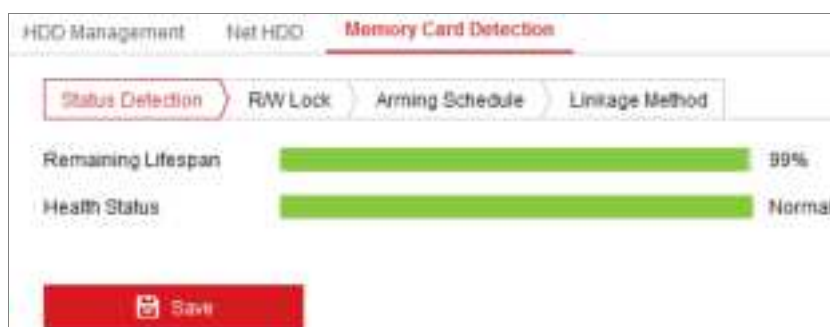 HDD Management Net HDD Memory Card Detection
Status Detection R/W Lock Arming Schedule Linkage Method
Remaining Lifespan 99%
Health Status Normal
Save